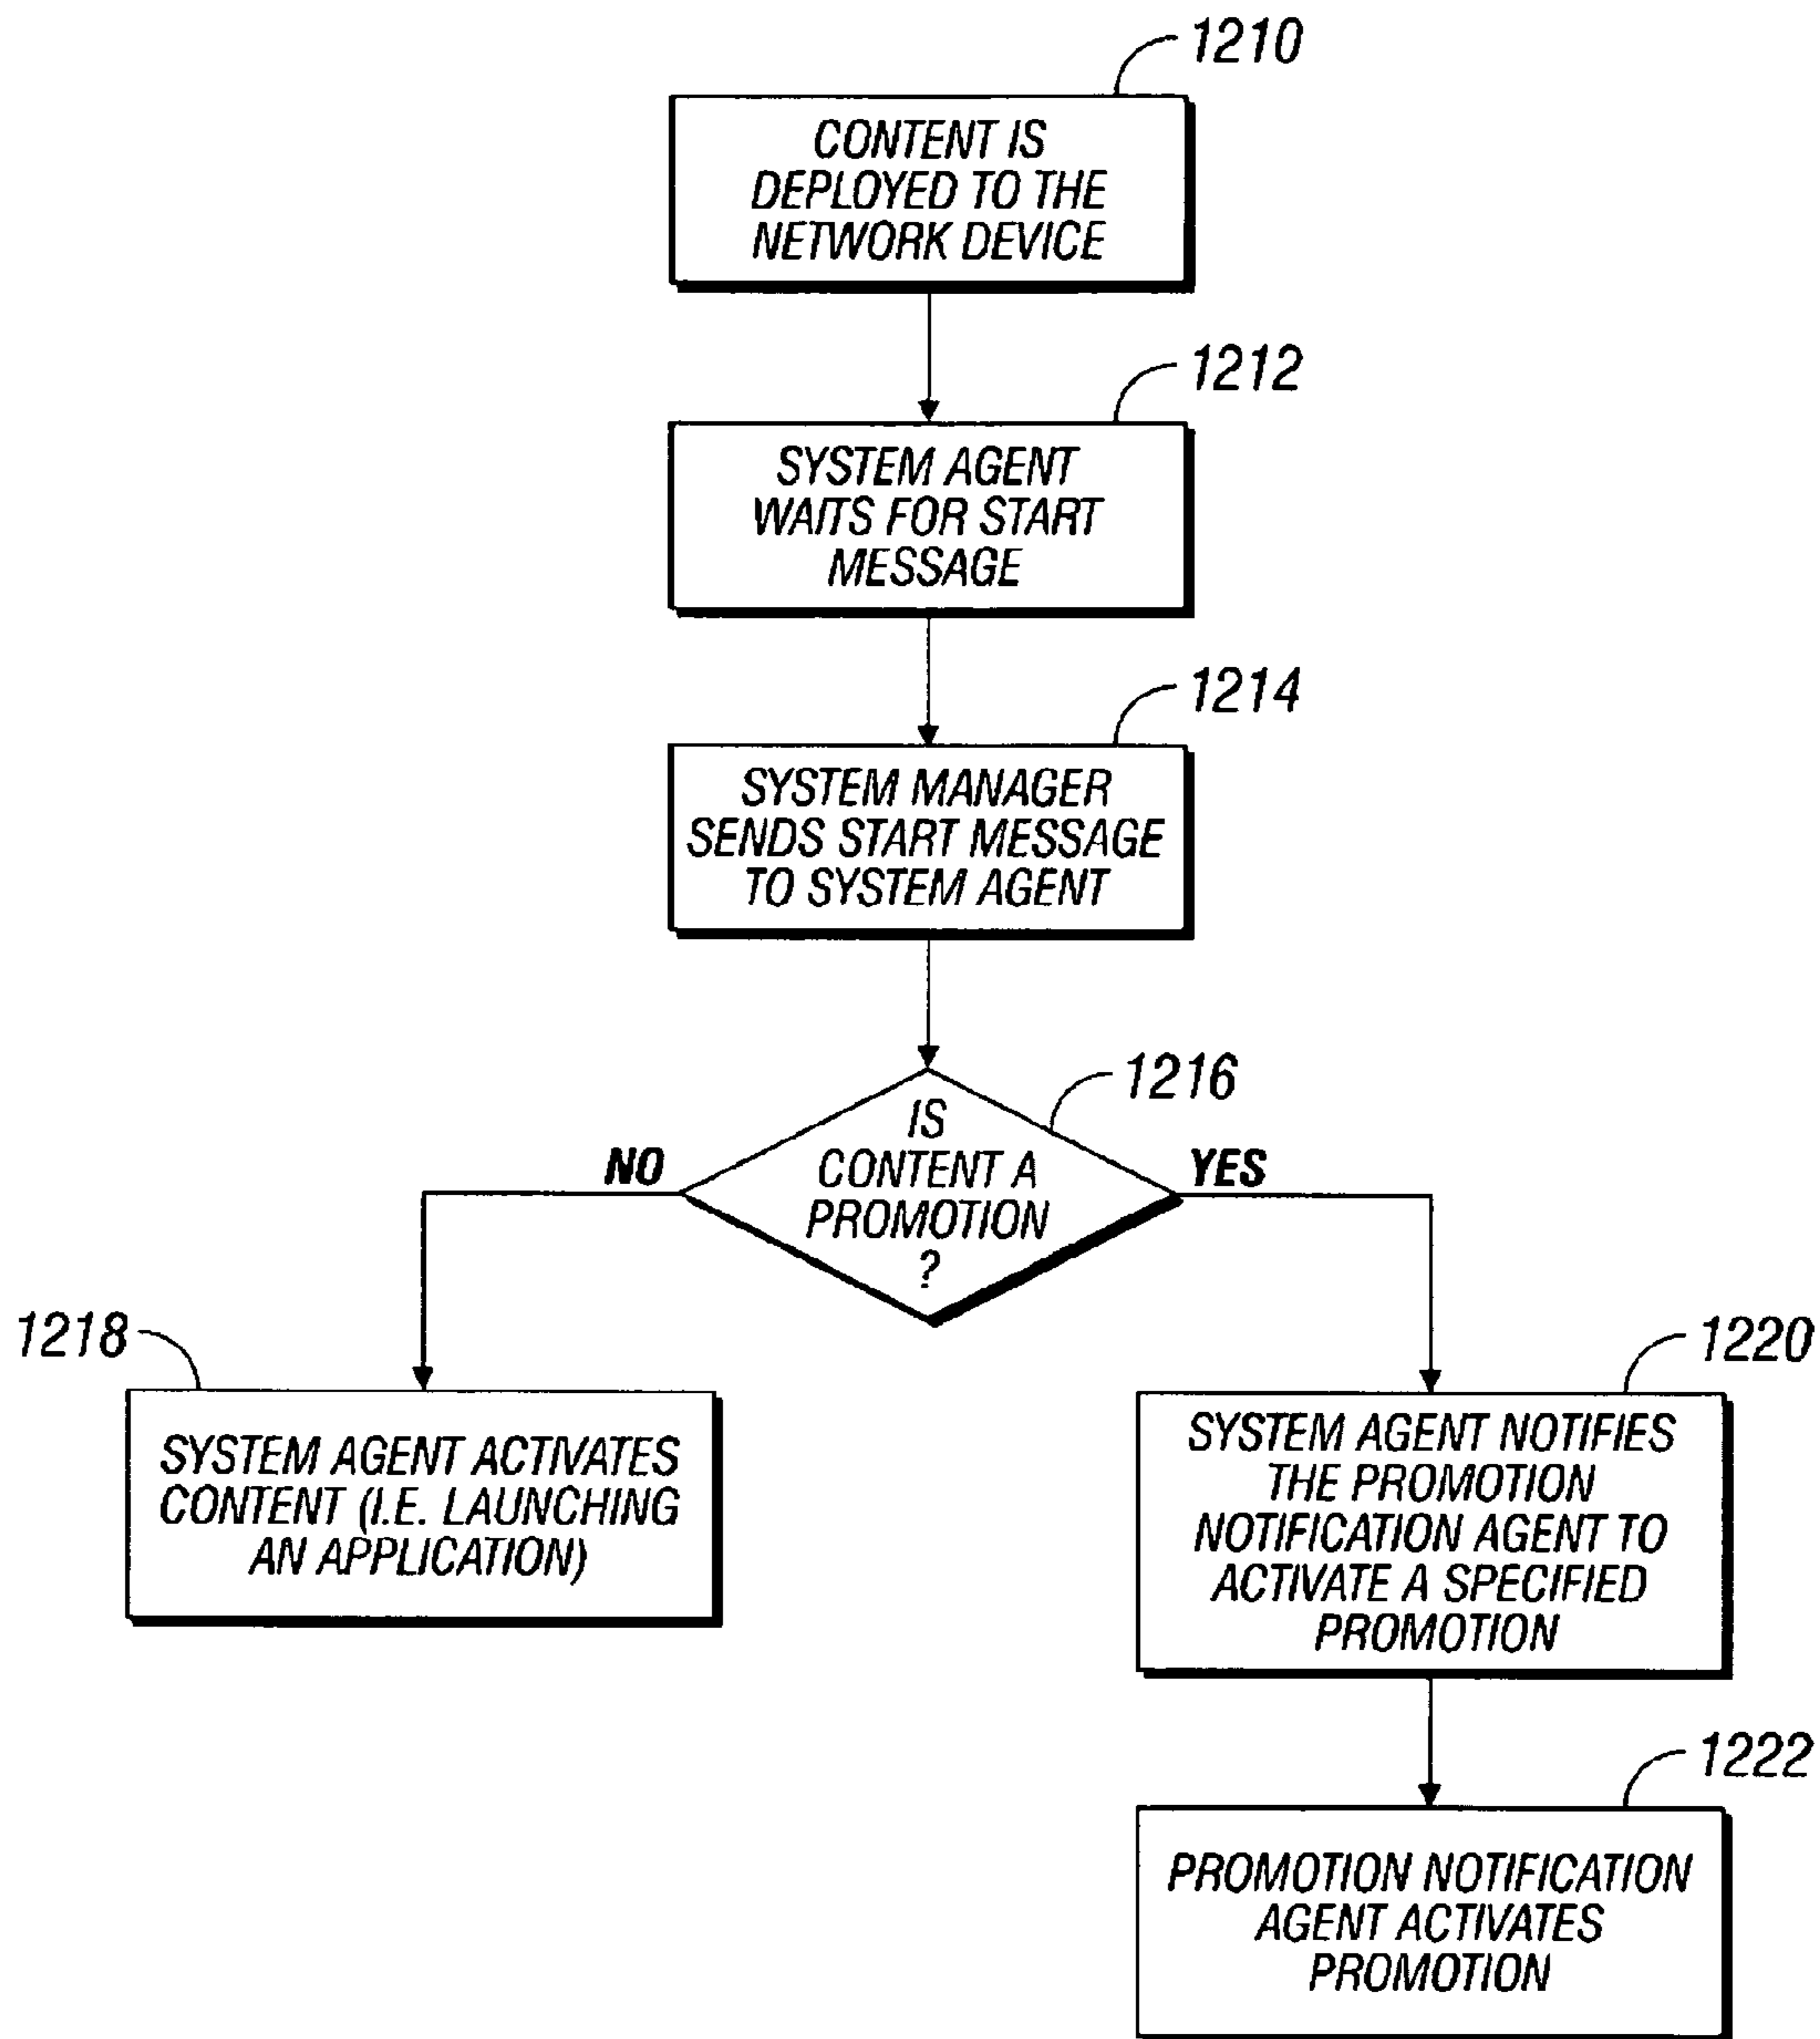 1210
CONTENT IS
DEPLOYED TO THE
NETWORK DEVICE
1212
SYSTEM AGENT
WAITS FOR START
MESSAGE
1214
SYSTEM MANAGER
SENDS START MESSAGE
TO SYSTEM AGENT
1216
IS
CONTENT A
PROMOTION
?
NO
YES
1218
SYSTEM AGENT ACTIVATES
CONTENT (I.E. LAUNCHING
AN APPLICATION)
1220
SYSTEM AGENT NOTIFIES
THE PROMOTION
NOTIFICATION AGENT TO
ACTIVATE A SPECIFIED
PROMOTION
1222
PROMOTION NOTIFICATION
AGENT ACTIVATES
PROMOTION